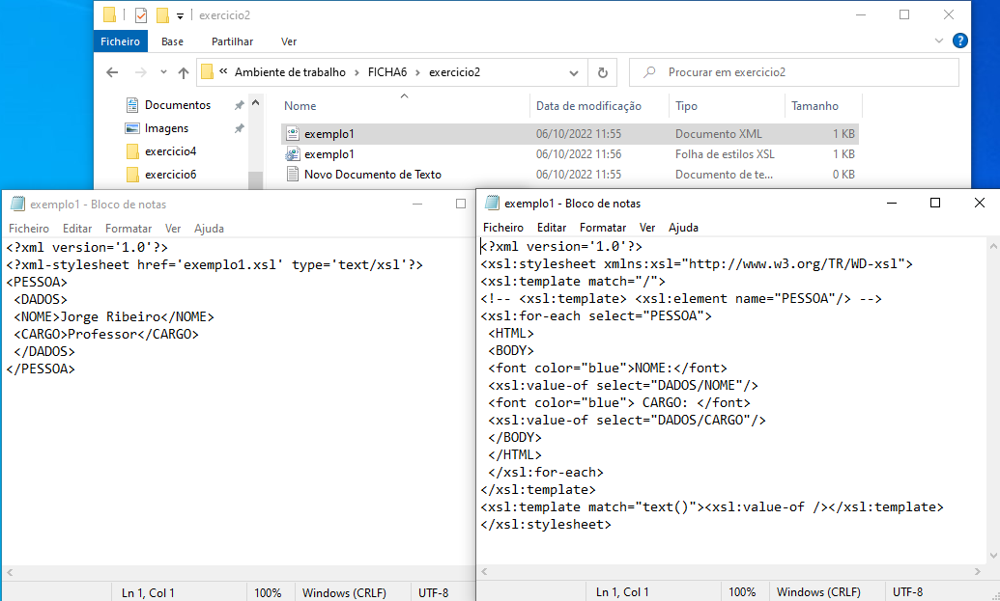 exercicio2
Ficheiro Base Partilhar Ver
« Ambiente de trabalho > FICHA6 > exercicio2
Procurar em exercicio2
Nome Data de modificação Tipo Tamanho
Documentos
Imagens
exercicio4
exercicio6
exemplo1 06/10/2022 11:55 Documento XML 1 KB
exemplo1 06/10/2022 11:56 Folha de estilos XSL 1 KB
Novo Documento de Texto 06/10/2022 11:55 Documento de te... 0 KB
exemplo1 - Bloco de notas
Ficheiro Editar Formatar Ver Ajuda
<?xml version='1.0'?>
<?xml-stylesheet href='exemplo1.xsl' type='text/xsl'?>
<PESSOA>
<DADOS>
<NOME>Jorge Ribeiro</NOME>
<CARGO>Professor</CARGO>
</DADOS>
</PESSOA>
Ln 1, Col 1 100% Windows (CRLF) UTF-8
exemplo1 - Bloco de notas
Ficheiro Editar Formatar Ver Ajuda
<?xml version='1.0'?>
<xsl:stylesheet xmlns:xsl="http://www.w3.org/TR/WD-xsl">
<xsl:template match="/">
<!-- <xsl:template> <xsl:element name="PESSOA"/> -->
<xsl:for-each select="PESSOA">
<HTML>
<BODY>
<font color="blue">NOME:</font>
<xsl:value-of select="DADOS/NOME"/>
<font color="blue"> CARGO: </font>
<xsl:value-of select="DADOS/CARGO"/>
</BODY>
</HTML>
</xsl:for-each>
</xsl:template>
<xsl:template match="text()"><xsl:value-of /></xsl:template>
</xsl:stylesheet>
Ln 1, Col 1 100% Windows (CRLF) UTF-8